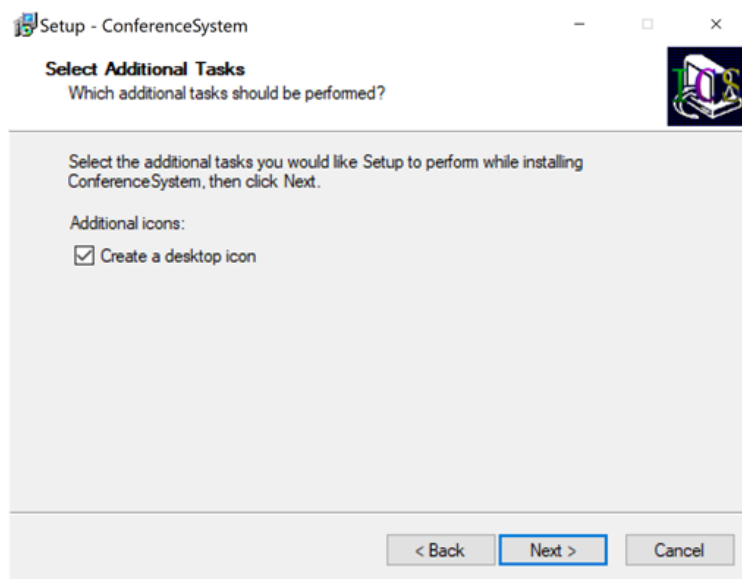 Setup - ConferenceSystem
Select Additional Tasks
Which additional tasks should be performed?
ICS
Select the additional tasks you would like Setup to perform while installing
ConferenceSystem, then click Next.
Additional icons:
Create a desktop icon
< Back
Next >
Cancel